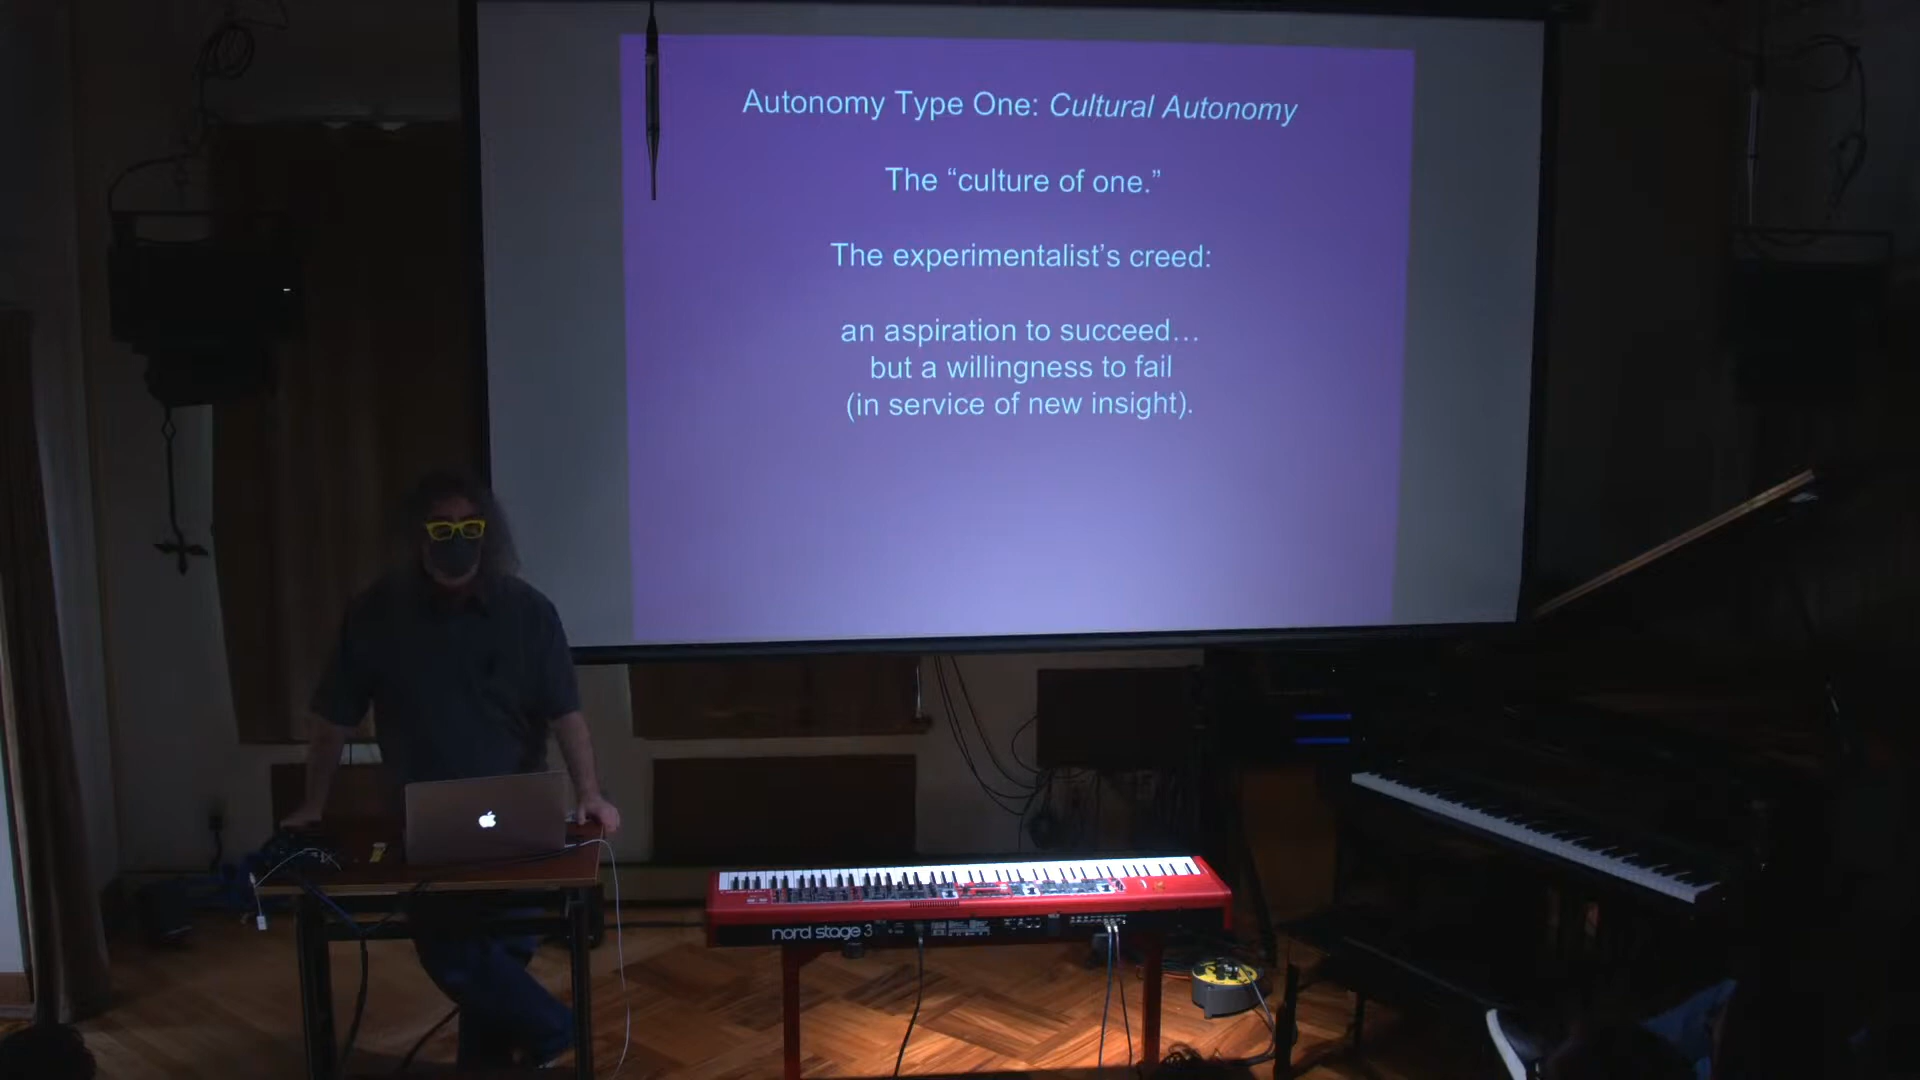 Autonomy Type One: Cultural Autonomy
The “culture of one.”
The experimentalist’s creed:
an aspiration to succeed…
but a willingness to fail
(in service of new insight).
nord stage 3